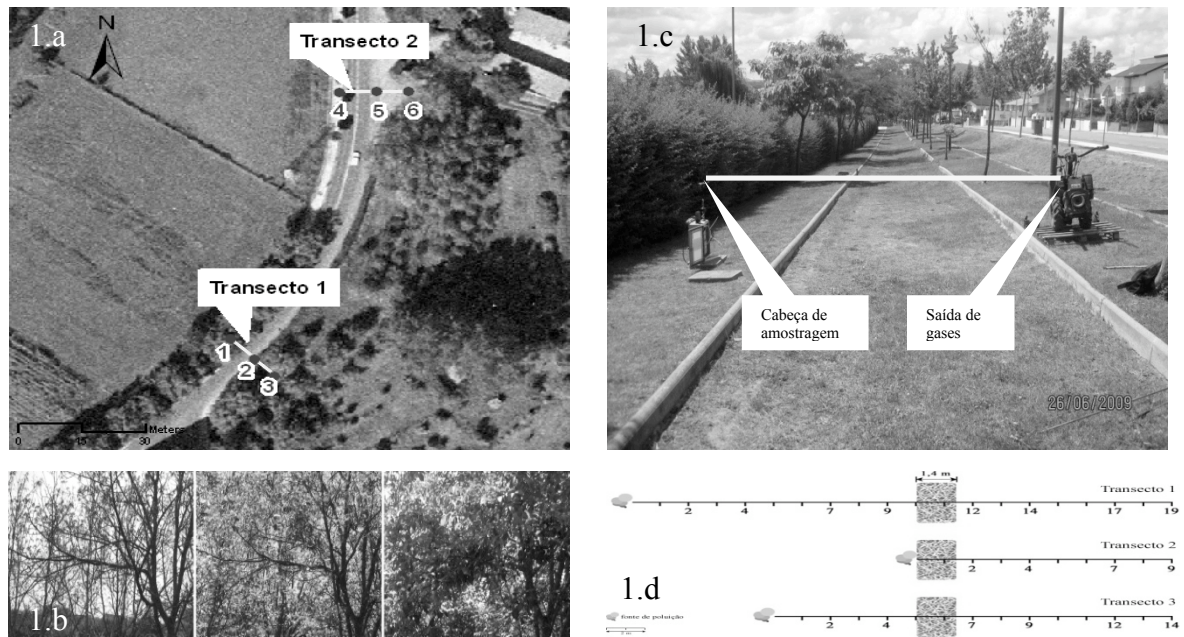 1.a
N
Transecto 2
4 5 6
Transecto 1
1
2
3
0 15 30 Meters
1.b
1.c
Cabeça de
amostragem
Saída de
gases
26/06/2009
1.d
1,4 m
Transecto 1
2 4 7 9 12 14 17 19
Transecto 2
2 4 7 9
Transecto 3
2 4 7 9 12 14
fonte de poluição
2 m